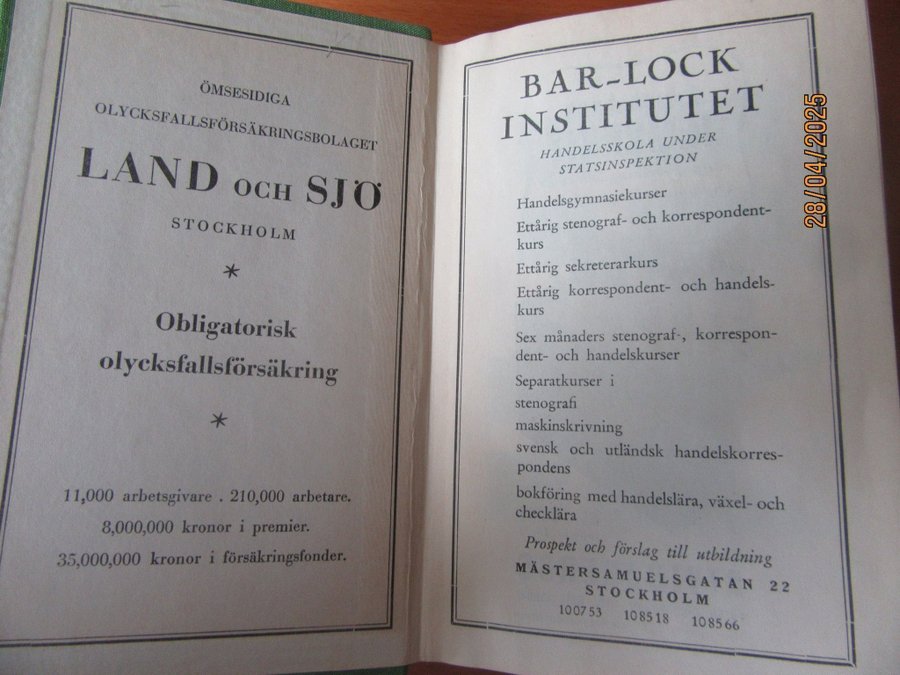 ÖMSESIDIGA
OLYCKSFALLSFÖRSÄKRINGSBOLAGET
LAND OCH SJÖ
STOCKHOLM
*
Obligatorisk
olycksfallsförsäkring
*
11,000 arbetsgivare . 210,000 arbetare.
8,000,000 kronor i premier.
35,000,000 kronor i försäkringsfonder.
BAR-LOCK
INSTITUTET
HANDELSSKOLA UNDER
STATSINSPEKTION
Handelsgymnasiekurser
Ettårig stenograf- och korrespondent-
kurs
Ettårig sekreterarkurs
Ettårig korrespondent- och handels-
kurs
Sex månaders stenograf-, korrespon-
dent- och handelskurser
Separatkurser i
stenografi
maskinskrivning
svensk och utländsk handelskorres-
pondens
bokföring med handelslära, växel- och
checklära
Prospekt och förslag till utbildning
MÄSTERSAMUELSGATAN 22
STOCKHOLM
100753 108518 108566
28/04/2025